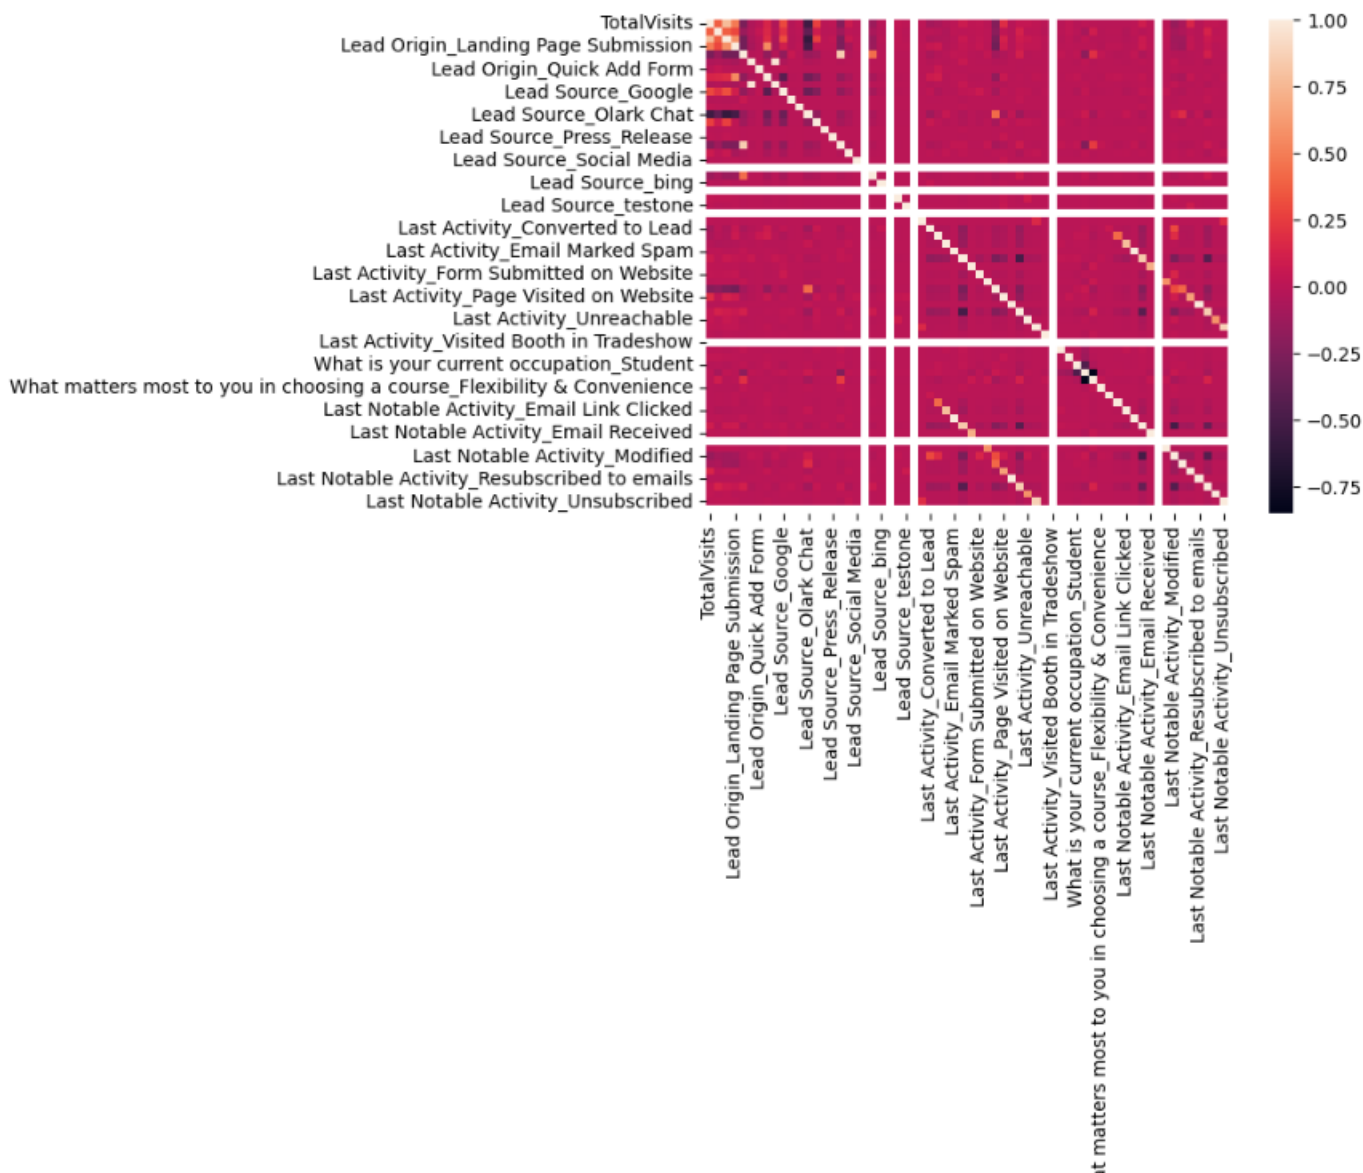 TotalVisits
Lead Origin_Landing Page Submission
Lead Origin_Quick Add Form
Lead Source_Google
Lead Source_Olark Chat
Lead Source_Press_Release
Lead Source_Social Media
Lead Source_bing
Lead Source_testone
Last Activity_Converted to Lead
Last Activity_Email Marked Spam
Last Activity_Form Submitted on Website
Last Activity_Page Visited on Website
Last Activity_Unreachable
Last Activity_Visited Booth in Tradeshow
What is your current occupation_Student
What matters most to you in choosing a course_Flexibility & Convenience
Last Notable Activity_Email Link Clicked
Last Notable Activity_Email Received
Last Notable Activity_Modified
Last Notable Activity_Resubscribed to emails
Last Notable Activity_Unsubscribed
1.00
0.75
0.50
0.25
0.00
−0.25
−0.50
−0.75
TotalVisits
Lead Origin_Landing Page Submission
Lead Origin_Quick Add Form
Lead Source_Google
Lead Source_Olark Chat
Lead Source_Press_Release
Lead Source_Social Media
Lead Source_bing
Lead Source_testone
Last Activity_Converted to Lead
Last Activity_Email Marked Spam
Last Activity_Form Submitted on Website
Last Activity_Page Visited on Website
Last Activity_Unreachable
Last Activity_Visited Booth in Tradeshow
What is your current occupation_Student
at matters most to you in choosing a course_Flexibility & Convenience
Last Notable Activity_Email Link Clicked
Last Notable Activity_Email Received
Last Notable Activity_Modified
Last Notable Activity_Resubscribed to emails
Last Notable Activity_Unsubscribed